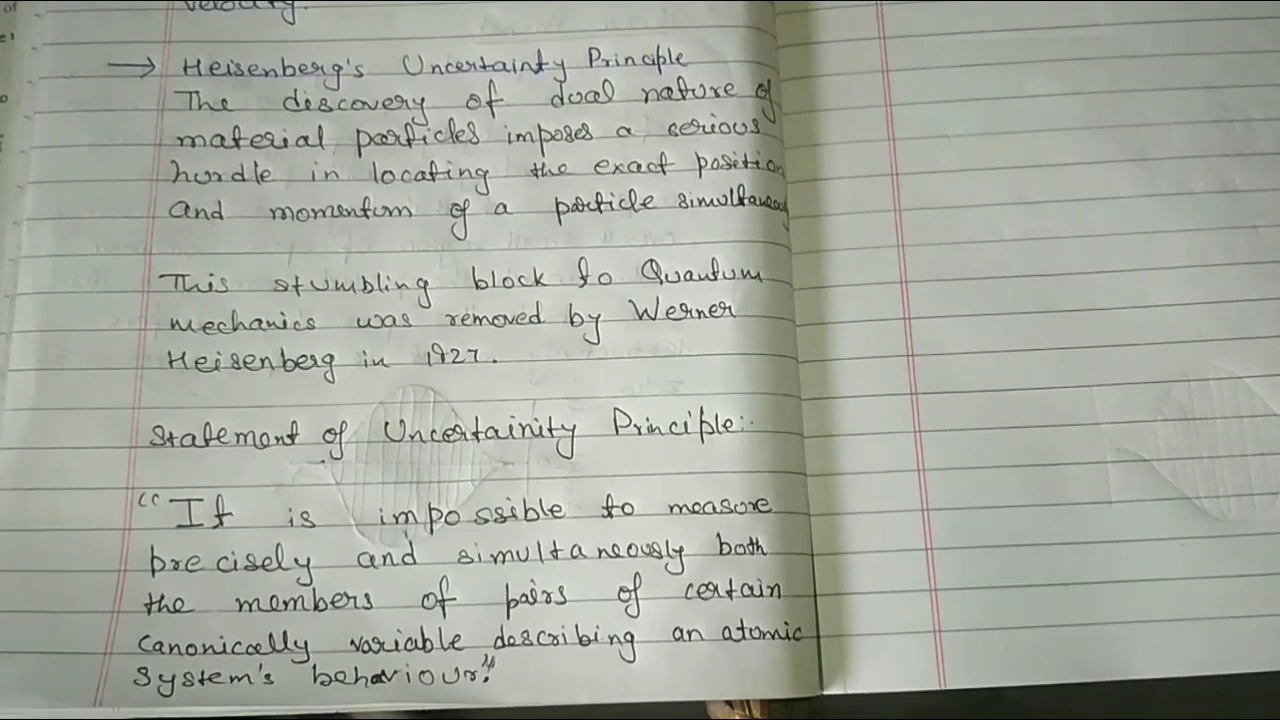 velocity.
→ Heisenberg's Uncertainty Principle
The discovery of dual nature of
material particles imposes a serious
hurdle in locating the exact position
and momentum of a particle simultaneously
This stumbling block to Quantum
mechanics was removed by Werner
Heisenberg in 1927.
Statement of Uncertainity Principle:-
"It is impossible to measure
precisely and simultaneously both
the members of pairs of certain
canonically variable describing an atomic
system's behaviour."